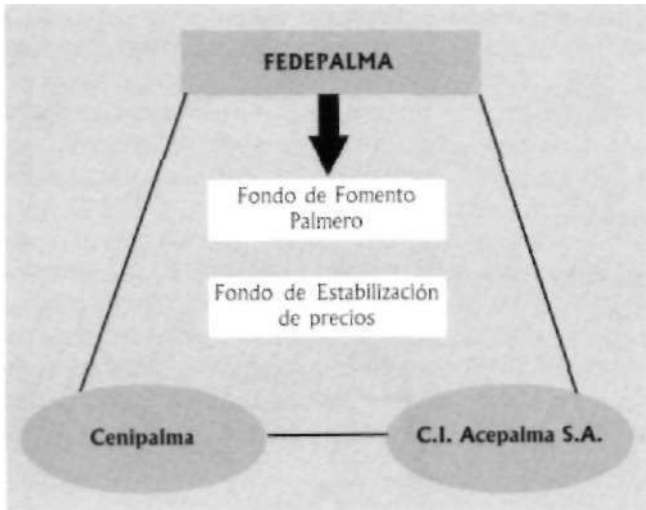 FEDEPALMA
Fondo de Fomento
Palmero
Fondo de Estabilización
de precios
Cenipalma
C.I. Acepalma S.A.